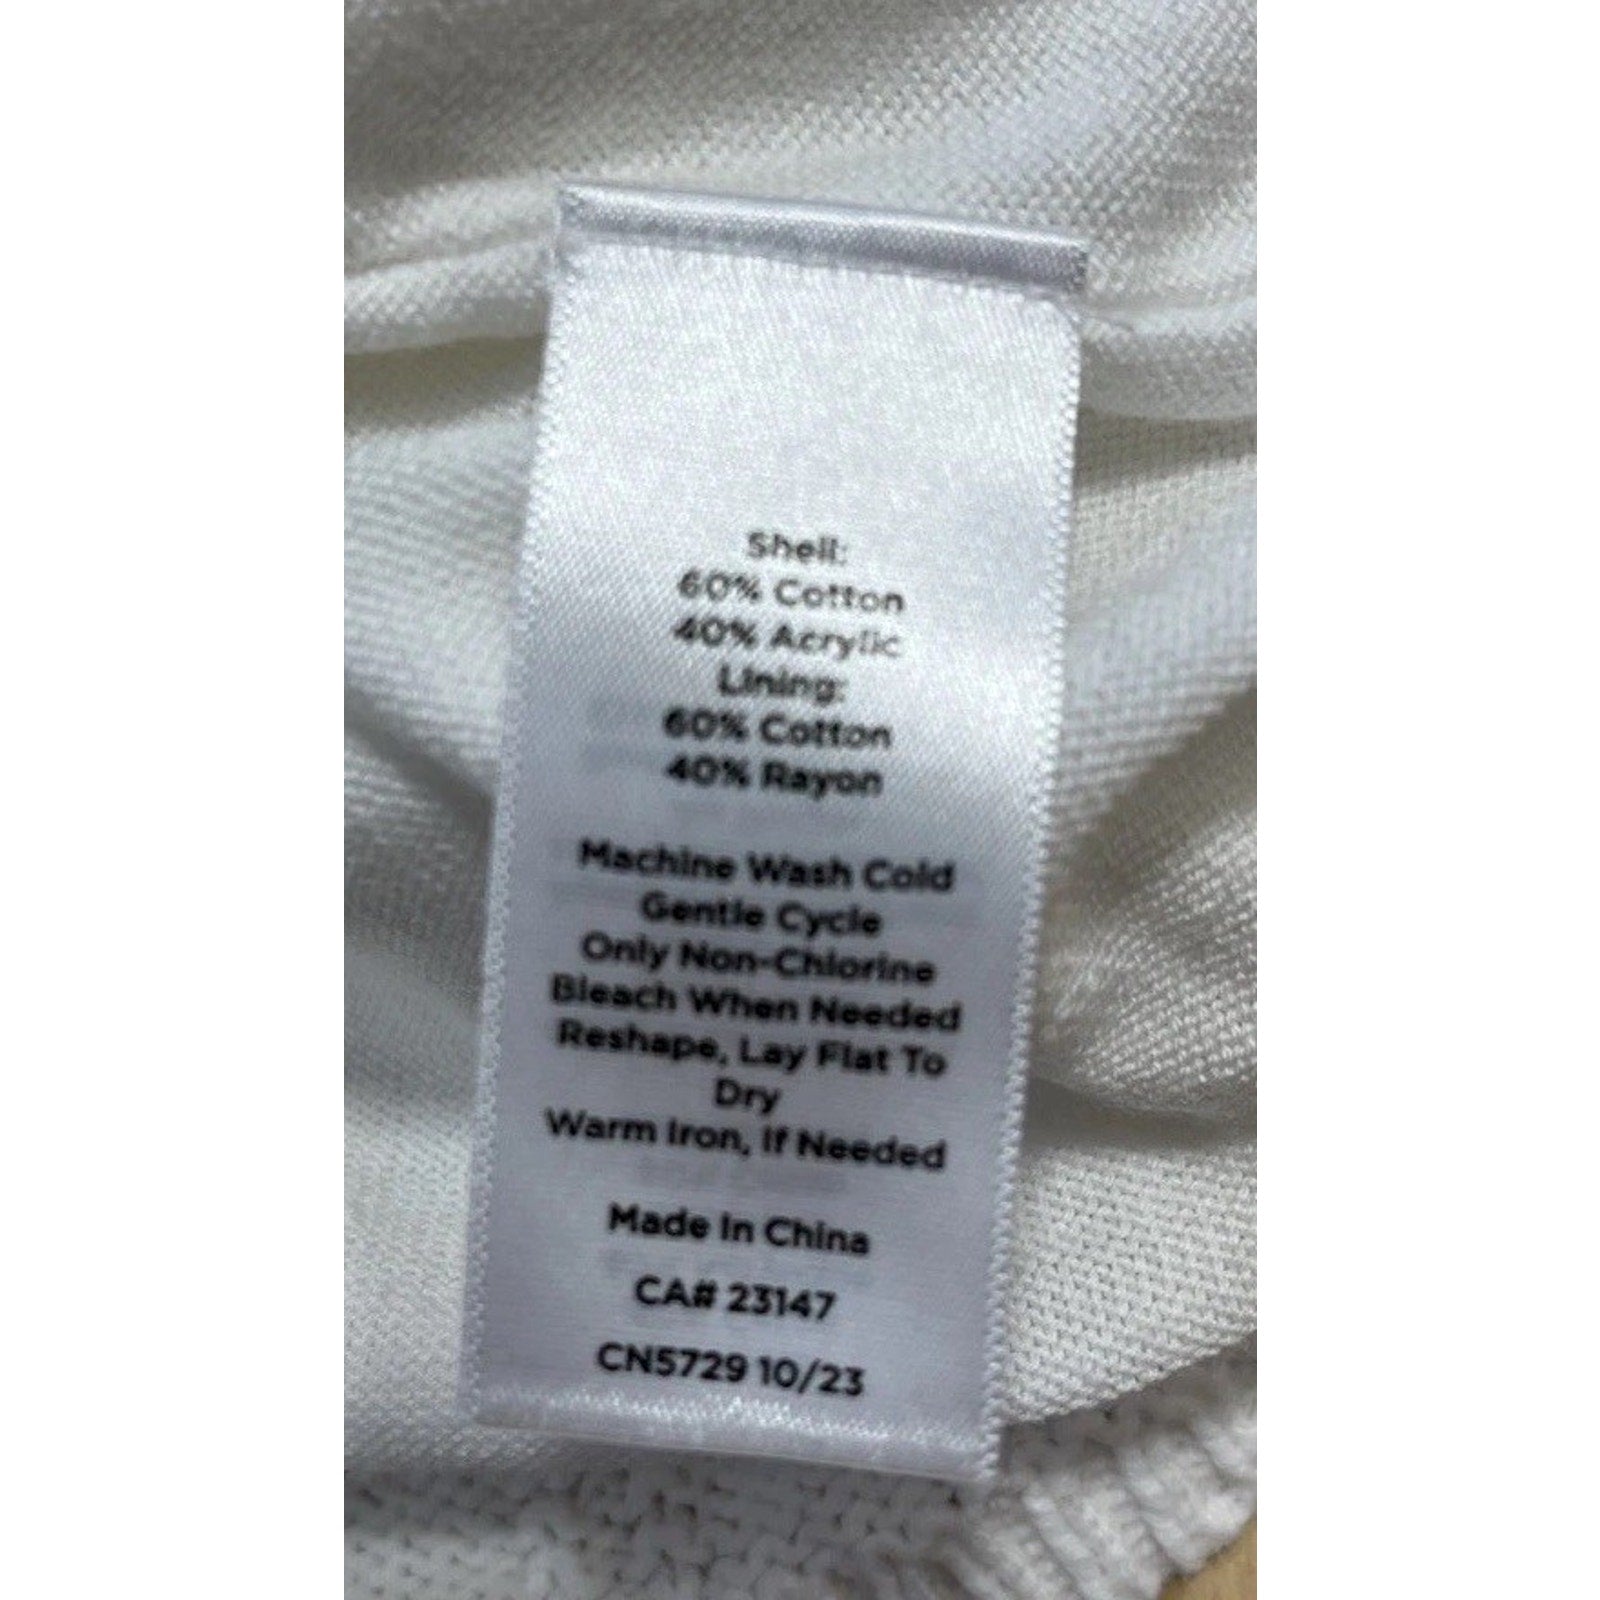 Shell:
60% Cotton
40% Acrylic
Lining:
60% Cotton
40% Rayon
Machine Wash Cold
Gentle Cycle
Only Non-Chlorine
Bleach When Needed
Reshape, Lay Flat To
Dry
Warm Iron, If Needed
Made In China
CA# 23147
CN5729 10/23